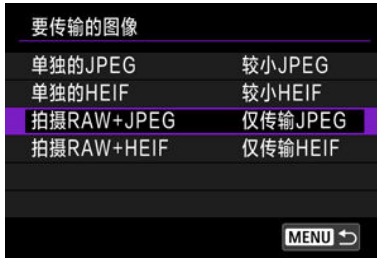 要传输的图像
单独的JPEG 较小JPEG
单独的HEIF 较小HEIF
拍摄RAW+JPEG 仅传输JPEG
拍摄RAW+HEIF 仅传输HEIF
MENU